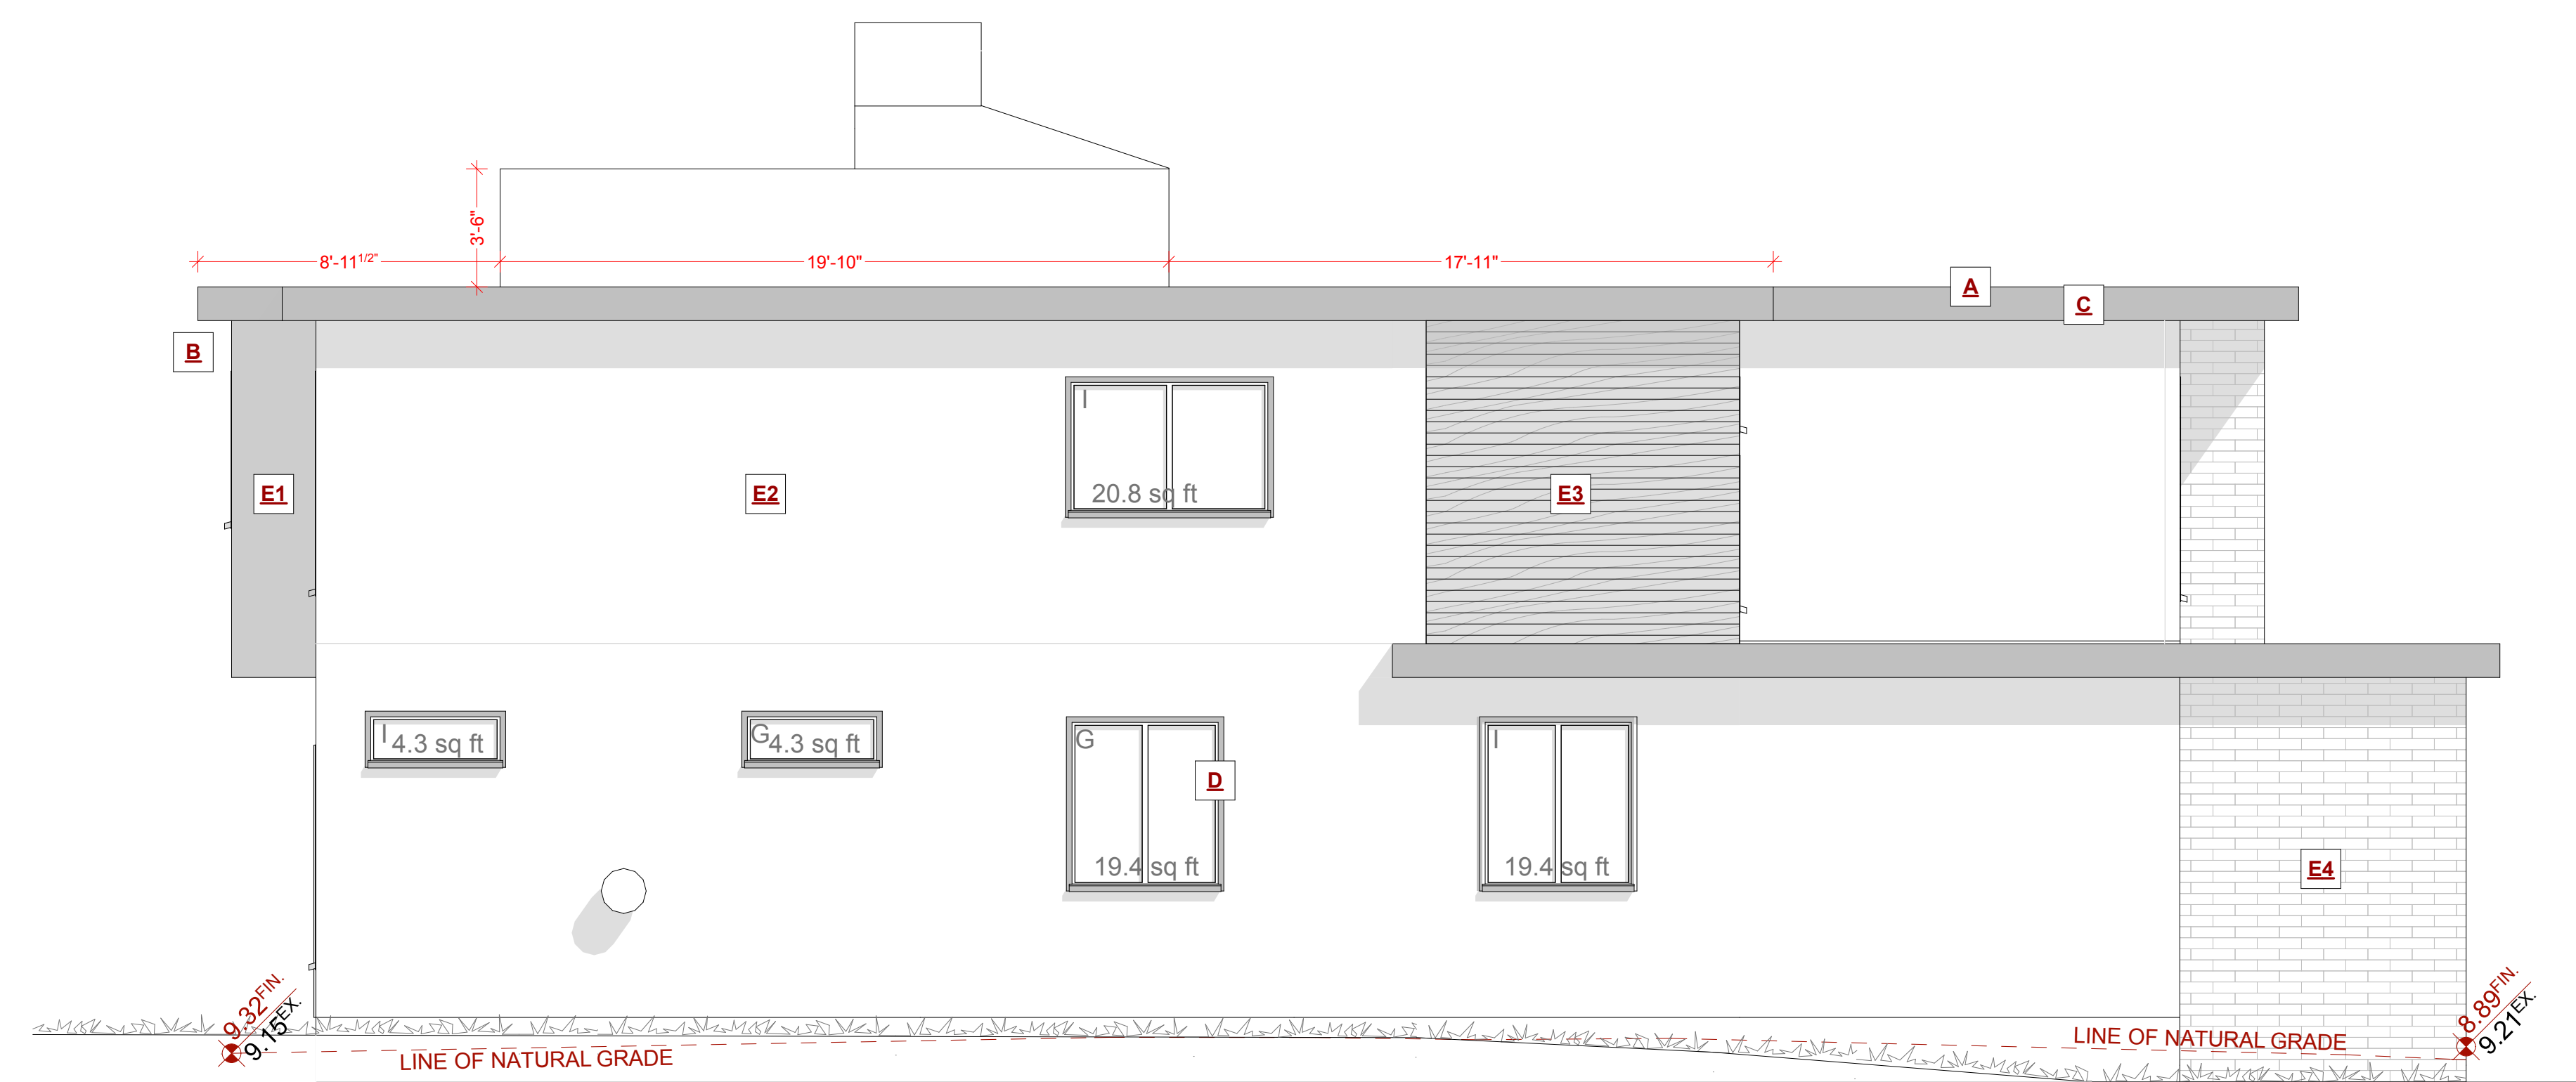 3'-6"
8'-11 1/2"
19'-10"
17'-11"
A
C
B
I
20.8 sq ft
E1
E2
E3
I 4.3 sq ft
G 4.3 sq ft
G
I
D
19.4 sq ft
19.4 sq ft
E4
9.32 FIN.
9.15 EX.
8.89 FIN.
9.21 EX.
LINE OF NATURAL GRADE
LINE OF NATURAL GRADE